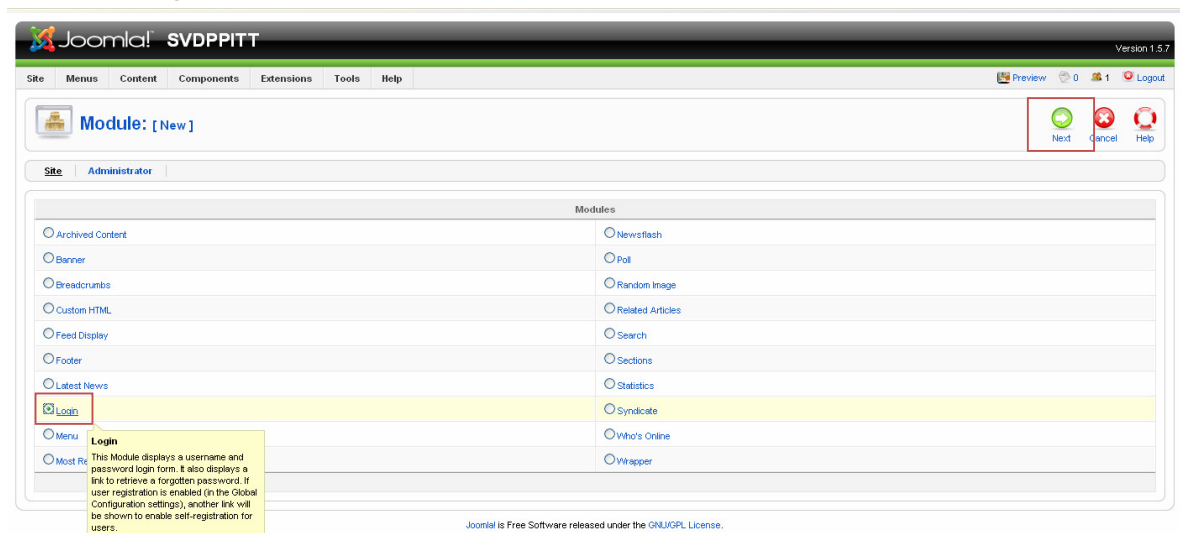 Joomla! SVDPPITT
Version 1.5.7
Site Menus Content Components Extensions Tools Help Preview 0 1 Logout
Module: [ New ]
Next Cancel Help
Site Administrator
Modules
Archived Content Newsflash
Banner Poll
Breadcrumbs Random Image
Custom HTML Related Articles
Feed Display Search
Footer Sections
Latest News Statistics
Login Syndicate
Menu Who's Online
Most Re Wrapper
Login
This Module displays a username and
password login form. It also displays a
link to retrieve a forgotten password. If
user registration is enabled (in the Global
Configuration settings), another link will
be shown to enable self-registration for
users.
Joomla! is Free Software released under the GNU/GPL License.